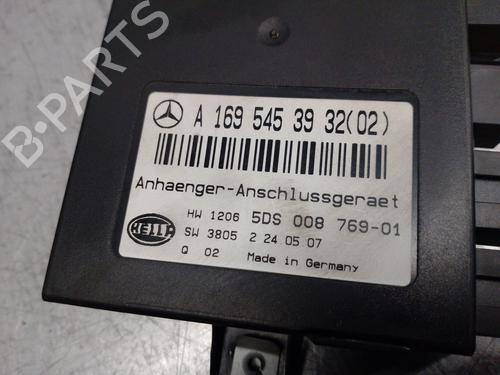 A 169 545 39 32(02)
Anhaenger-Anschlussgeraet
HW 1206 5DS 008 769-01
SW 3805 2 24 05 07
Q 02 Made in Germany
HELLA
B-PARTS